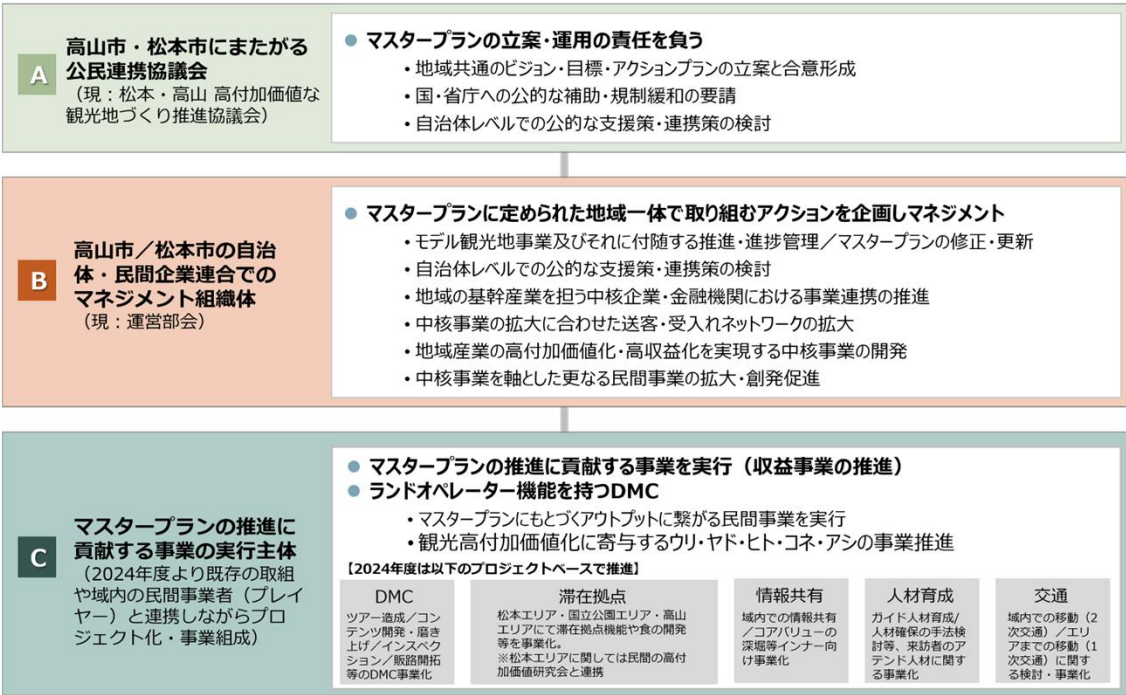 A
高山市・松本市にまたがる
公民連携協議会
（現：松本・高山 高付加価値な
観光地づくり推進協議会）
● マスタープランの立案・運用の責任を負う
• 地域共通のビジョン・目標・アクションプランの立案と合意形成
• 国・省庁への公的な補助・規制緩和の要請
• 自治体レベルでの公的な支援策・連携策の検討
B
高山市／松本市の自治
体・民間企業連合での
マネジメント組織体
（現：運営部会）
● マスタープランに定められた地域一体で取り組むアクションを企画しマネジメント
• モデル観光地事業及びそれに付随する推進・進捗管理／マスタープランの修正・更新
• 自治体レベルでの公的な支援策・連携策の検討
• 地域の基幹産業を担う中核企業・金融機関における事業連携の推進
• 中核事業の拡大に合わせた送客・受入れネットワークの拡大
• 地域産業の高付加価値化・高収益化を実現する中核事業の開発
• 中核事業を軸とした更なる民間事業の拡大・創発促進
C
マスタープランの推進に
貢献する事業の実行主体
（2024年度より既存の取組
や域内の民間事業者（プレイ
ヤー）と連携しながらプロ
ジェクト化・事業組成）
● マスタープランの推進に貢献する事業を実行（収益事業の推進）
● ランドオペレーター機能を持つDMC
• マスタープランにもとづくアウトプットに繋がる民間事業を実行
• 観光高付加価値化に寄与するウリ・ヤド・ヒト・コネ・アシの事業推進
【2024年度は以下のプロジェクトベースで推進】
DMC
ツアー造成／コン
テンツ開発・磨き
上げ／インスペク
ション／販路開拓
等のDMC事業化
滞在拠点
松本エリア・国立公園エリア・高山
エリアにて滞在拠点機能や食の開発
等を事業化。
※松本エリアに関しては民間の高付
加価値研究会と連携
情報共有
域内での情報共有
／コアバリューの
深堀等インナー向
け事業化
人材育成
ガイド人材育成/
人材確保の手法検
討等、来訪者のア
テンド人材に関す
る事業化
交通
域内での移動（2
次交通）／エリ
アまでの移動（1
次交通）に関す
る検討・事業化